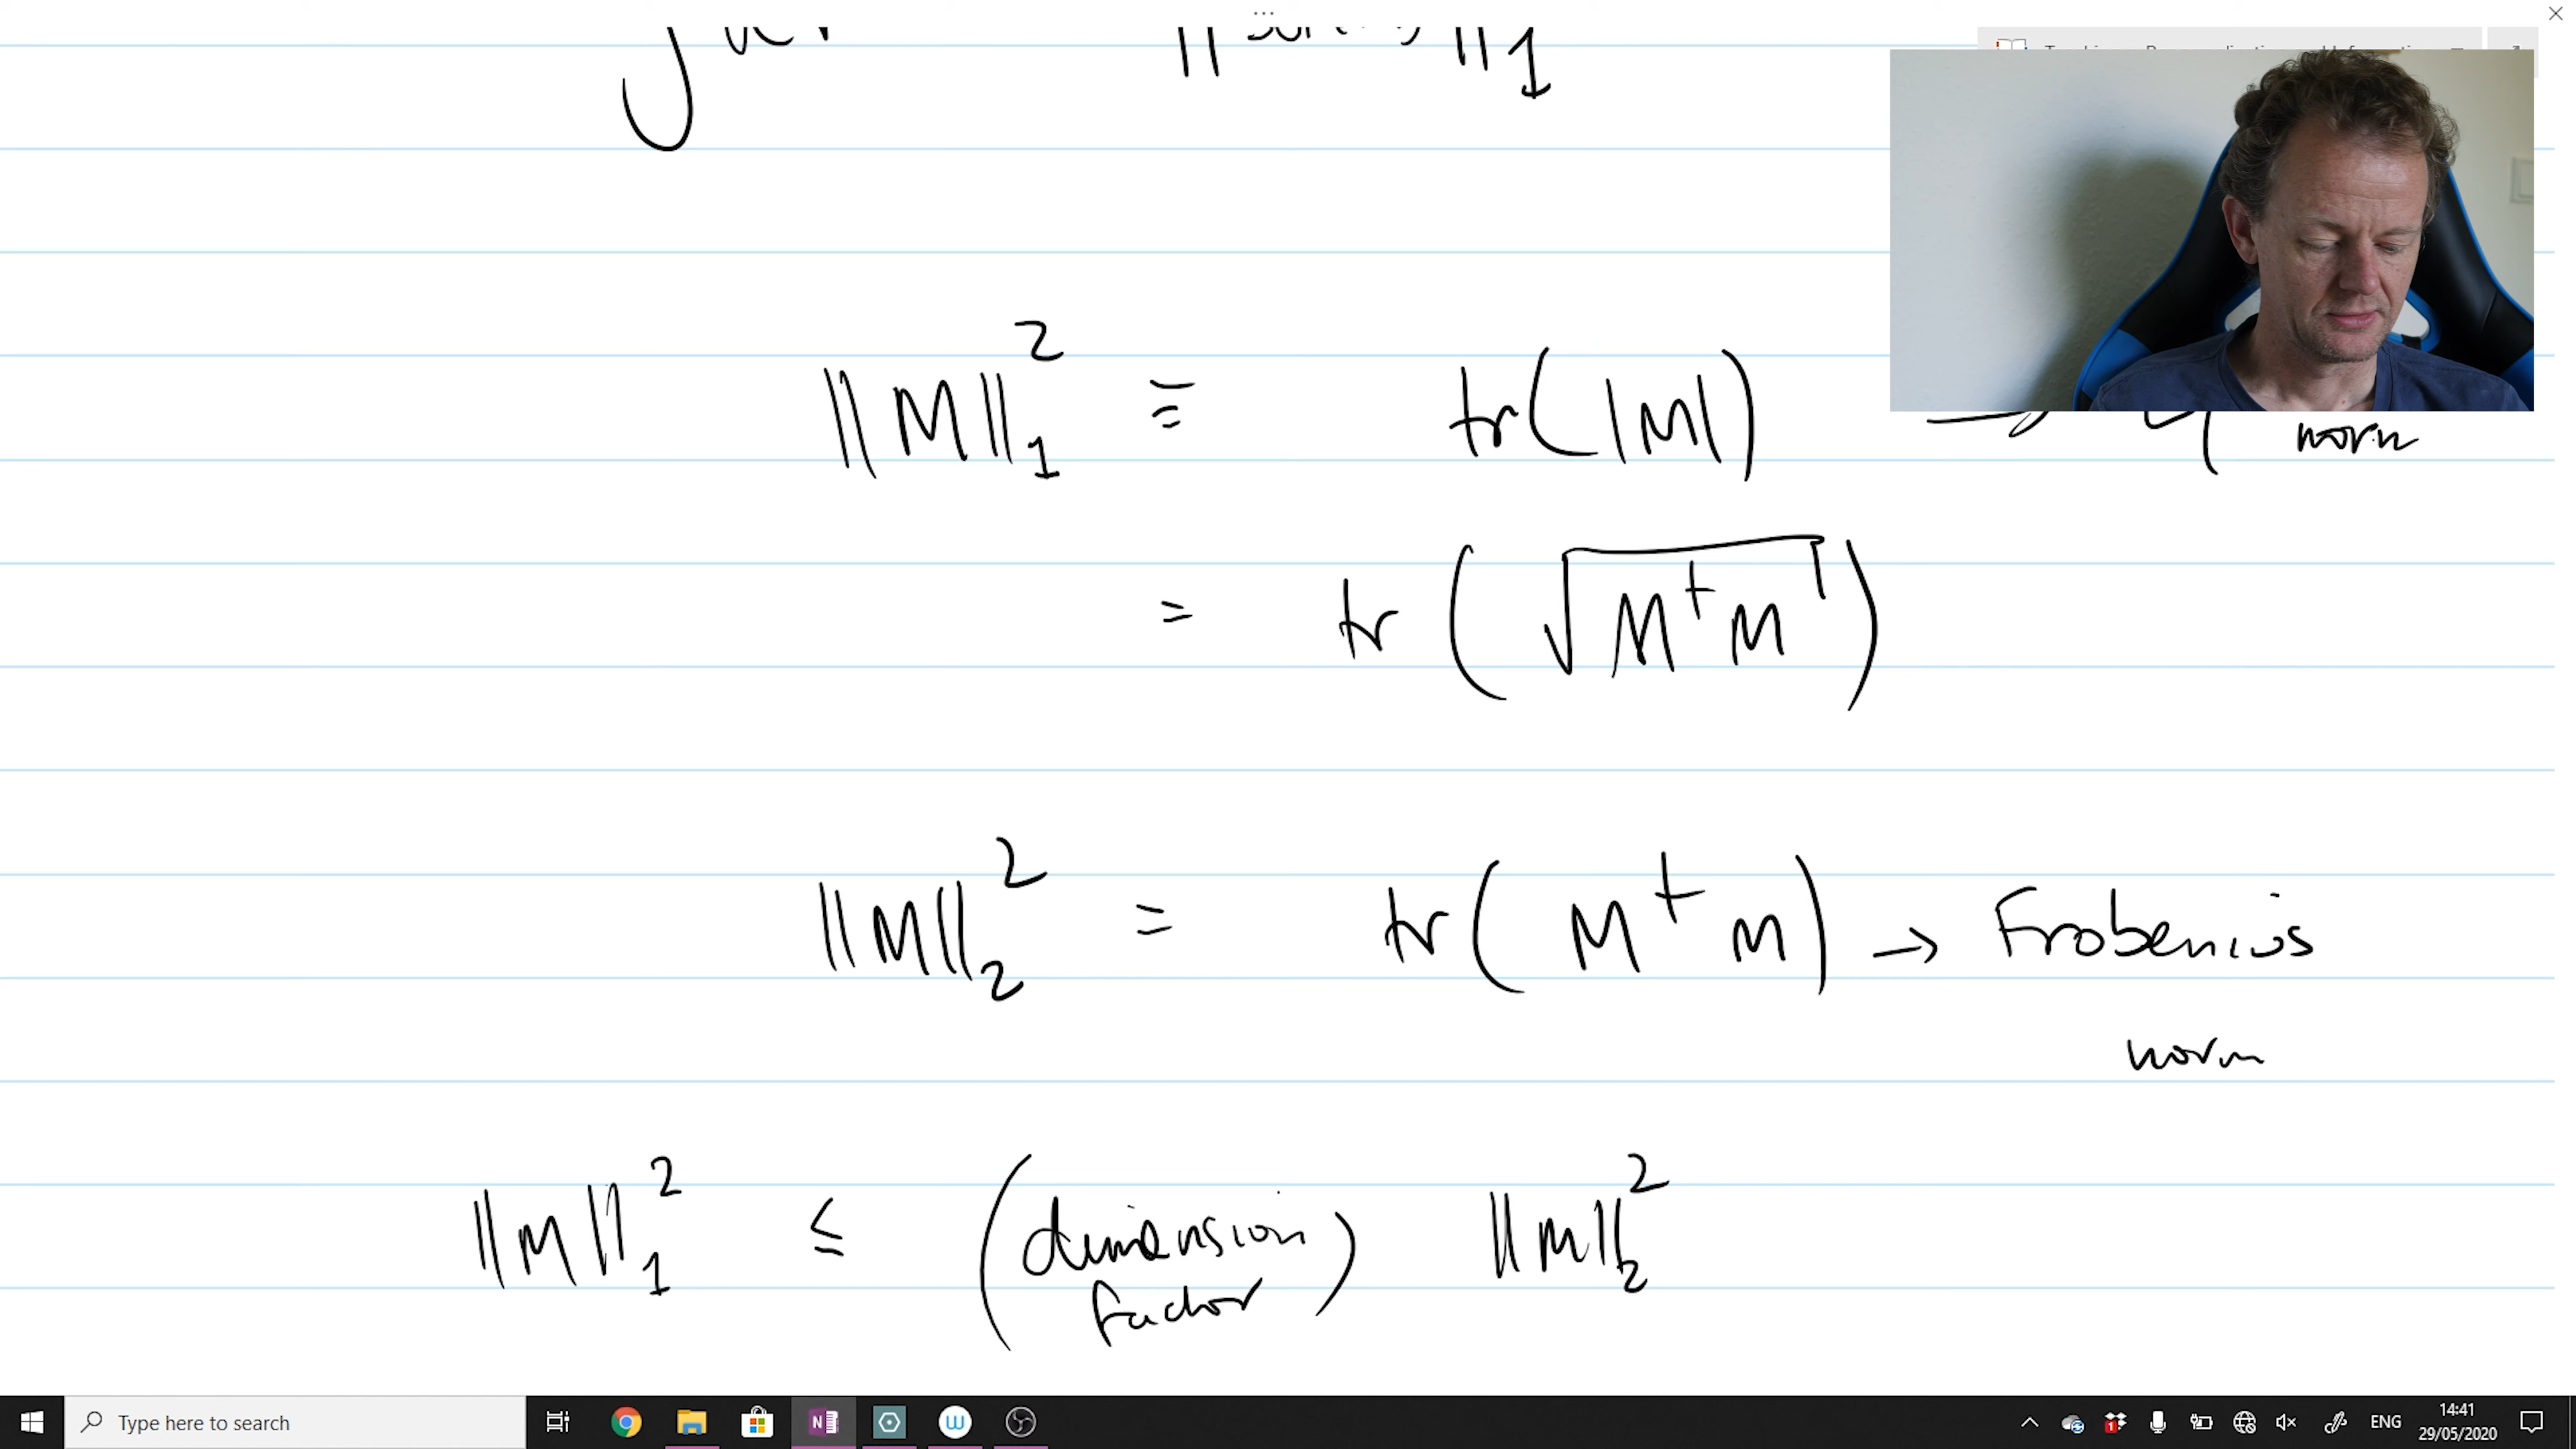 ‖M‖₁² ≡ tr(|M|) →
norm
= tr(√M†M)
‖M‖₂² = tr(M†M) → Frobenius
norm
‖M‖₁² ≤ (dimension factor) ‖M‖₂²
Type here to search
ENG
14:41
29/05/2020